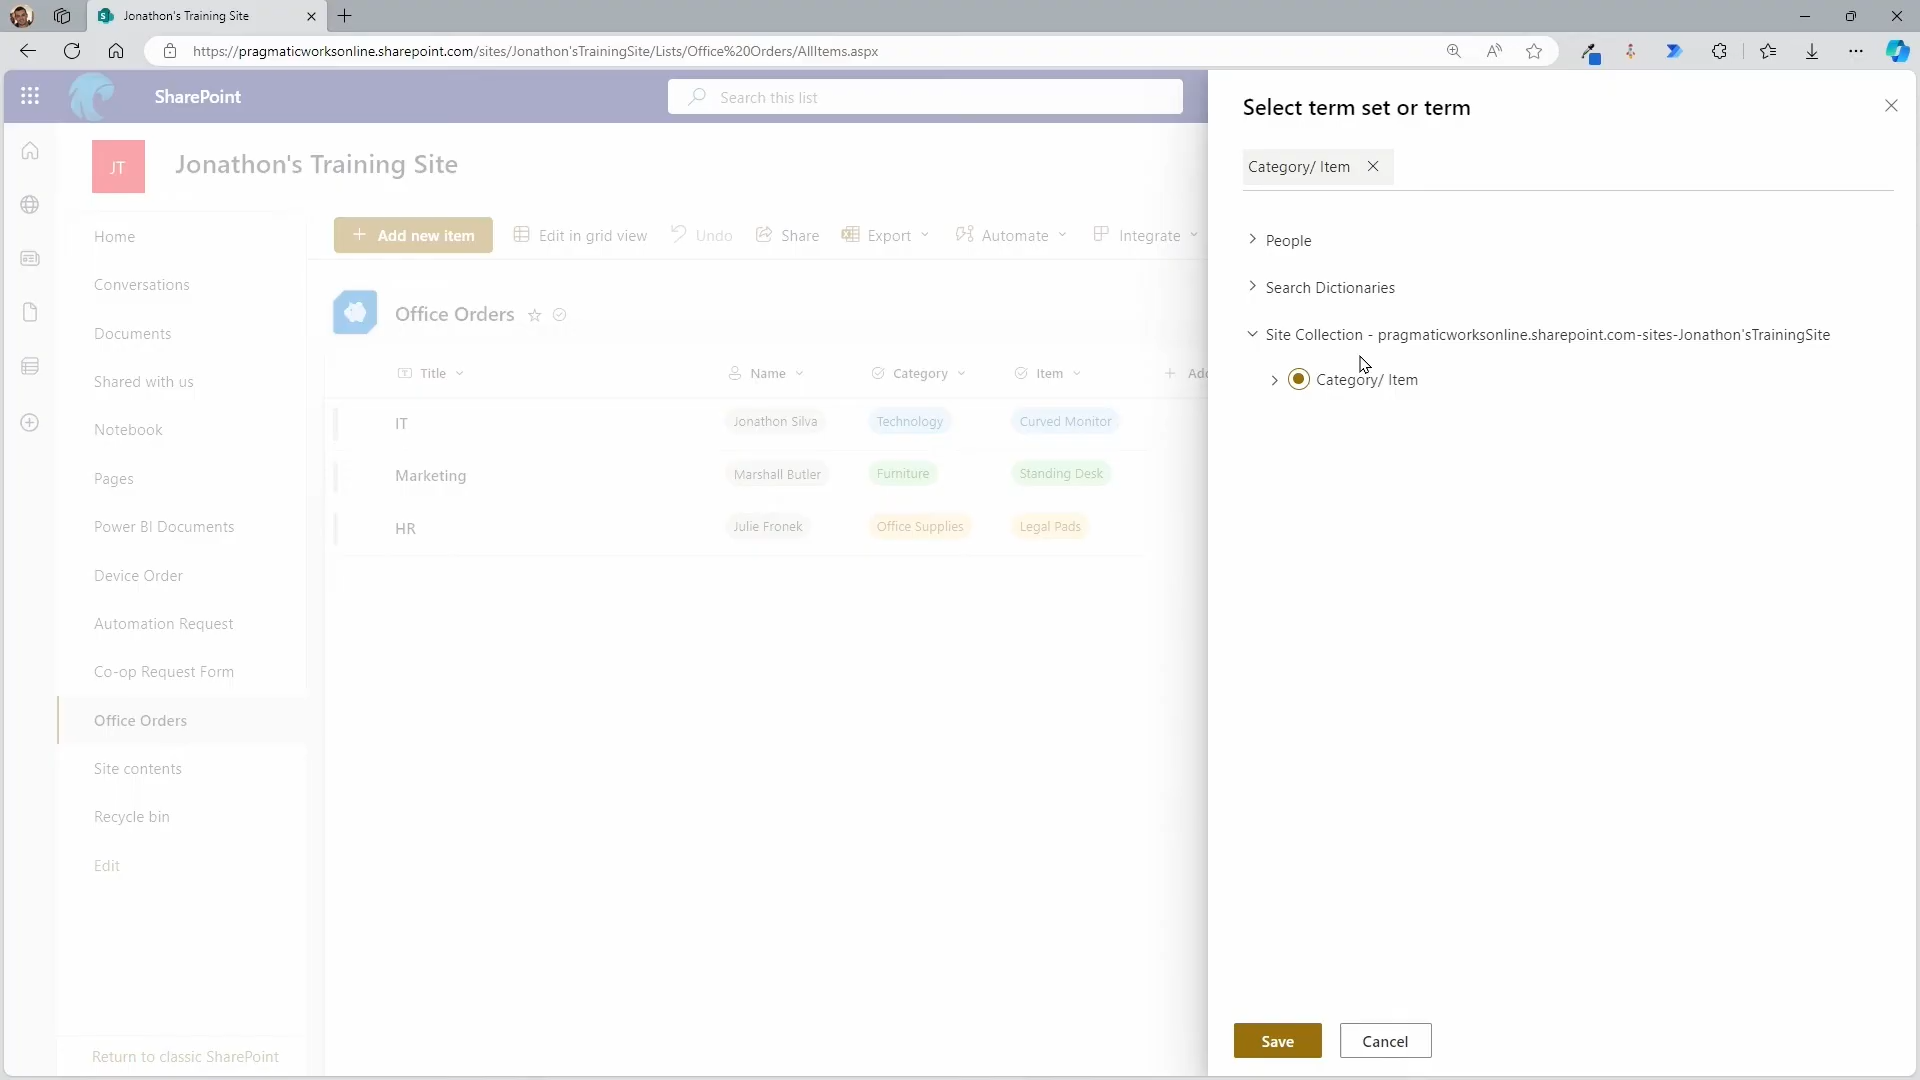 Jonathon's Training Site
https://pragmaticworksonline.sharepoint.com/sites/Jonathon'sTrainingSite/Lists/Office%20Orders/AllItems.aspx
SharePoint
Search this list
JT
Jonathon's Training Site
Home
Conversations
Documents
Shared with us
Notebook
Pages
Power BI Documents
Device Order
Automation Request
Co-op Request Form
Office Orders
Site contents
Recycle bin
Edit
Return to classic SharePoint
+ Add new item Edit in grid view Undo Share Export Automate Integrate
Office Orders
Title Name Category Item + Add
IT Jonathon Silva Technology Curved Monitor
Marketing Marshall Butler Furniture Standing Desk
HR Julie Fronek Office Supplies Legal Pads
Select term set or term
Category/ Item
People
Search Dictionaries
Site Collection - pragmaticworksonline.sharepoint.com-sites-Jonathon'sTrainingSite
Category/ Item
Save Cancel